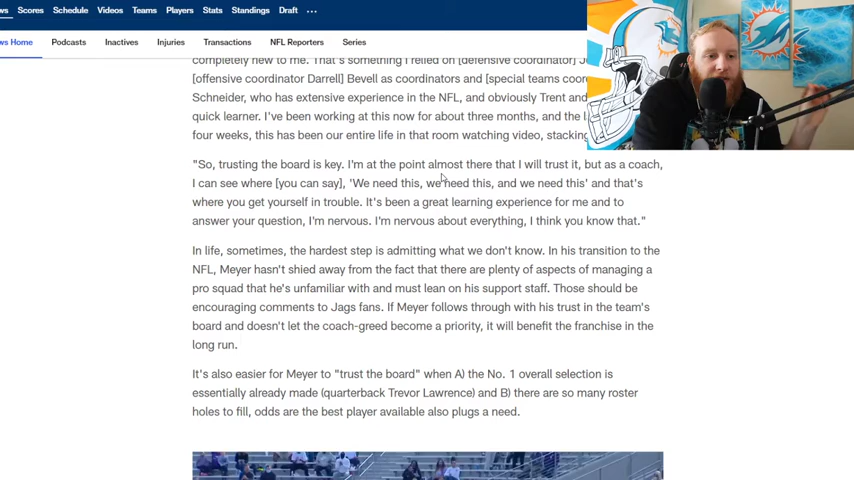 ws Scores Schedule Videos Teams Players Stats Standings Draft ...
ws Home Podcasts Inactives Injuries Transactions NFL Reporters Series
completely new to me. That's something I relied on [defensive coordinator]
[offensive coordinator Darrell] Bevell as coordinators and [special teams
Schneider, who has extensive experience in the NFL, and obviously Trent and
quick learner. I've been working at this now for about three months, and the
four weeks, this has been our entire life in that room watching video, stacking
"So, trusting the board is key. I'm at the point almost there that I will trust it, but as a coach,
I can see where [you can say], 'We need this, we need this, and we need this' and that's
where you get yourself in trouble. It's been a great learning experience for me and to
answer your question, I'm nervous. I'm nervous about everything, I think you know that."
In life, sometimes, the hardest step is admitting what we don't know. In his transition to the
NFL, Meyer hasn't shied away from the fact that there are plenty of aspects of managing a
pro squad that he's unfamiliar with and must lean on his support staff. Those should be
encouraging comments to Jags fans. If Meyer follows through with his trust in the team's
board and doesn't let the coach-greed become a priority, it will benefit the franchise in the
long run.
It's also easier for Meyer to "trust the board" when A) the No. 1 overall selection is
essentially already made (quarterback Trevor Lawrence) and B) there are so many roster
holes to fill, odds are the best player available also plugs a need.